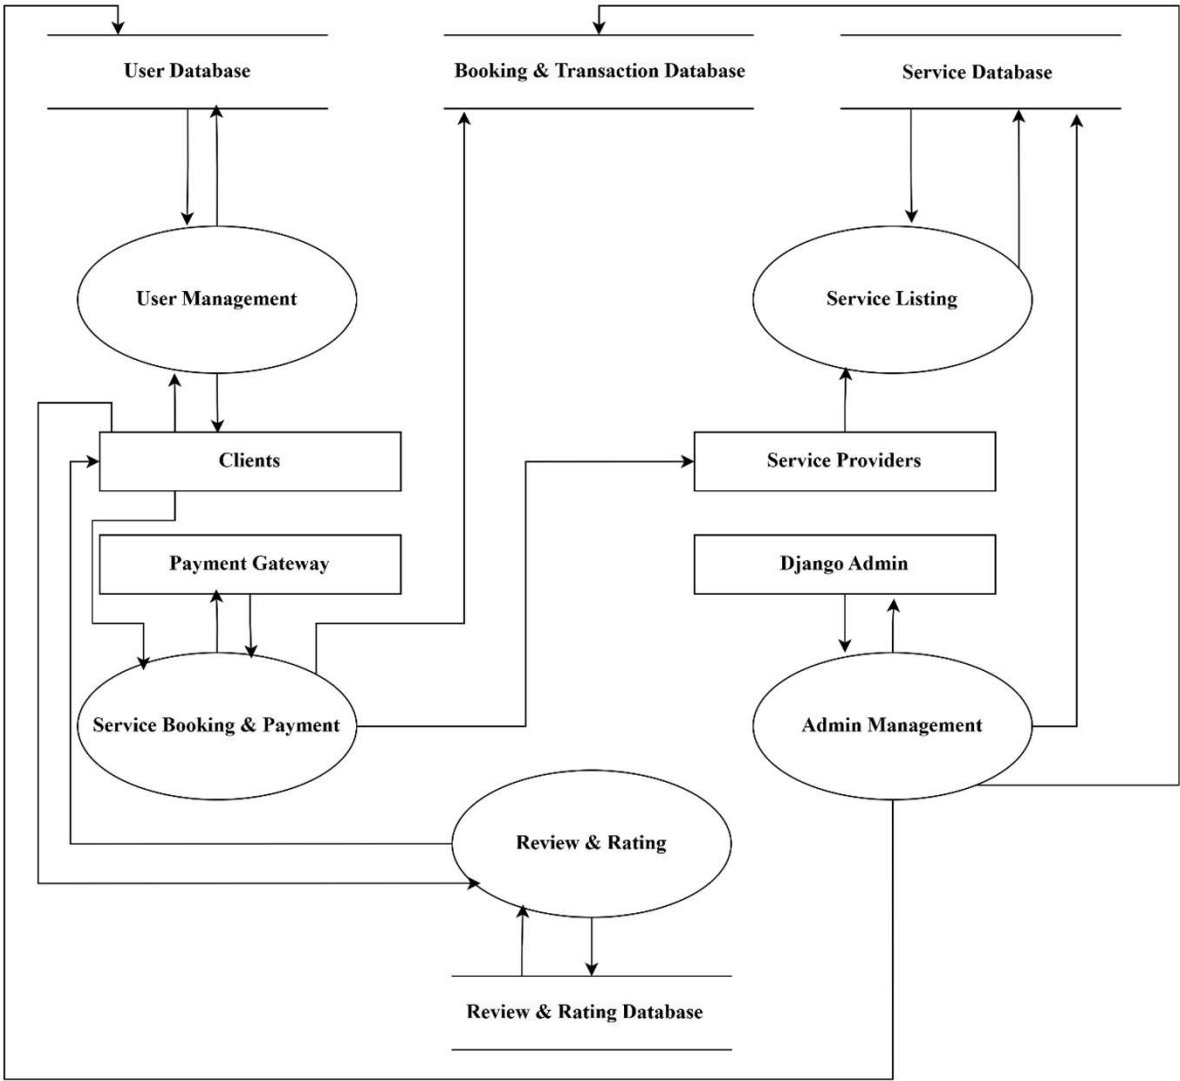 User Database
Booking & Transaction Database
Service Database
User Management
Service Listing
Clients
Service Providers
Payment Gateway
Django Admin
Service Booking & Payment
Admin Management
Review & Rating
Review & Rating Database